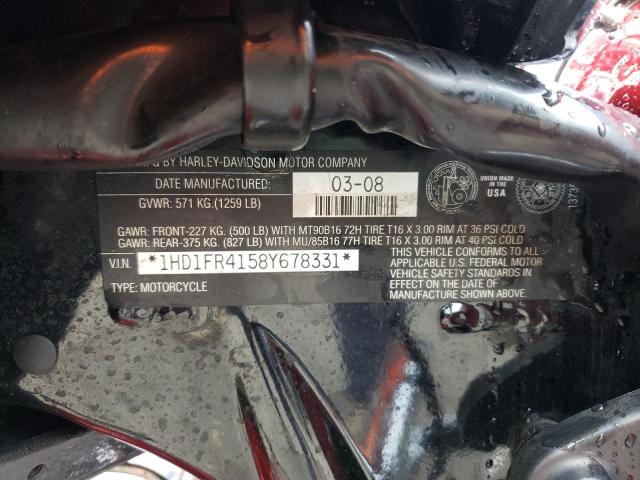 MFG BY HARLEY-DAVIDSON MOTOR COMPANY
DATE MANUFACTURED: 03-08
GVWR: 571 KG.(1259 LB)
GAWR: FRONT-227 KG. (500 LB) WITH MT90B16 72H TIRE T16 X 3.00 RIM AT 36 PSI COLD
GAWR: REAR-375 KG. (827 LB) WITH MU/85B16 77H TIRE T16 X 3.00 RIM AT 40 PSI COLD
V.I.N. *1HD1FR4158Y678331*
TYPE: MOTORCYCLE
THIS VEHICLE CONFORMS TO ALL
APPLICABLE U.S. FEDERAL MOTOR
VEHICLE SAFETY STANDARDS IN
EFFECT ON THE DATE OF
MANUFACTURE SHOWN ABOVE.
UNION MADE
IN THE
USA